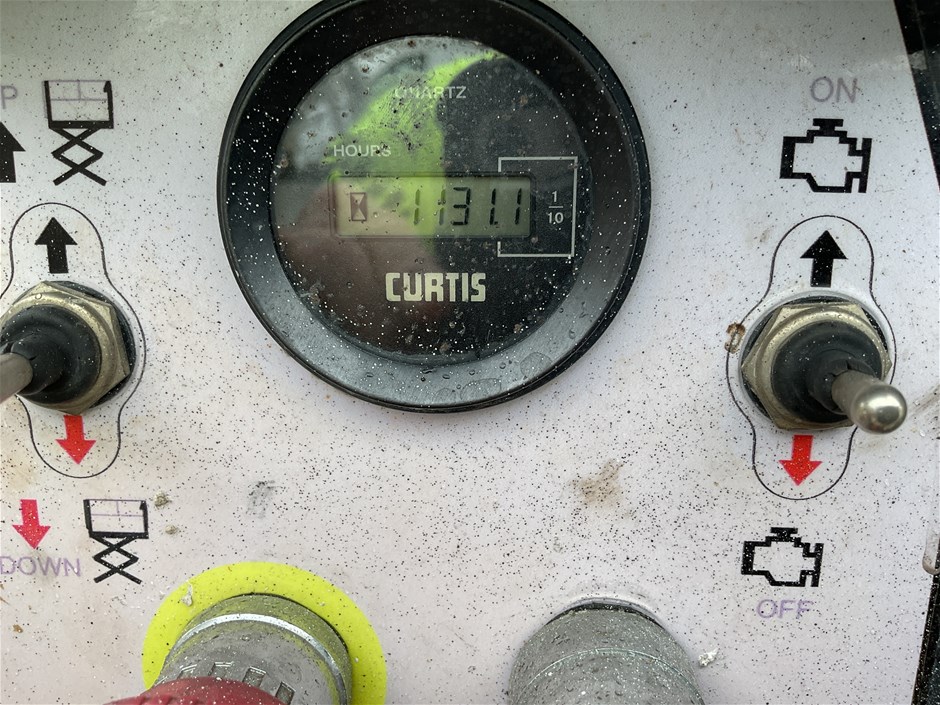 QUARTZ
P
ON
HOURS
1131.1
1
10
CURTIS
DOWN
OFF